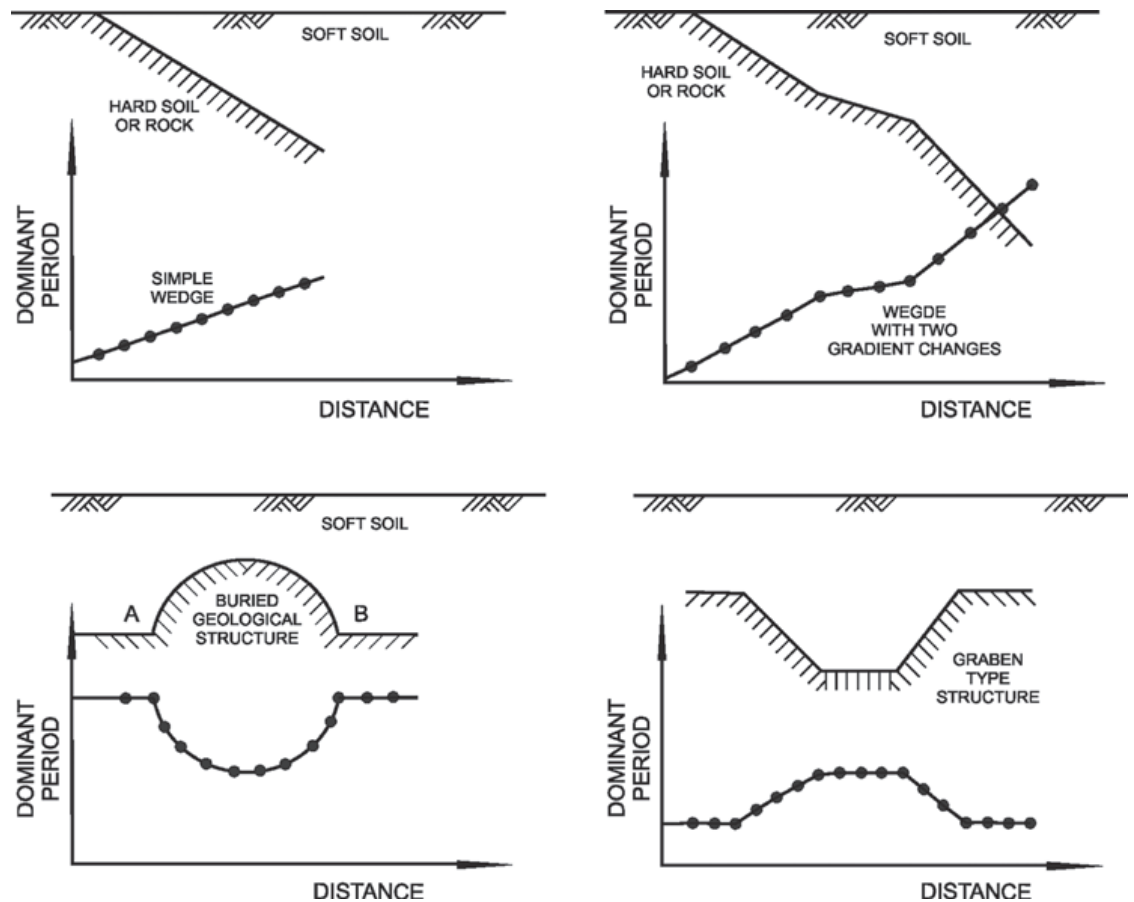 SOFT SOIL
HARD SOIL
OR ROCK
DOMINANT
PERIOD
SIMPLE
WEDGE
DISTANCE
SOFT SOIL
HARD SOIL
OR ROCK
DOMINANT
PERIOD
WEGDE
WITH TWO
GRADIENT CHANGES
DISTANCE
SOFT SOIL
A
B
BURIED
GEOLOGICAL
STRUCTURE
DOMINANT
PERIOD
DISTANCE
GRABEN
TYPE
STRUCTURE
DOMINANT
PERIOD
DISTANCE